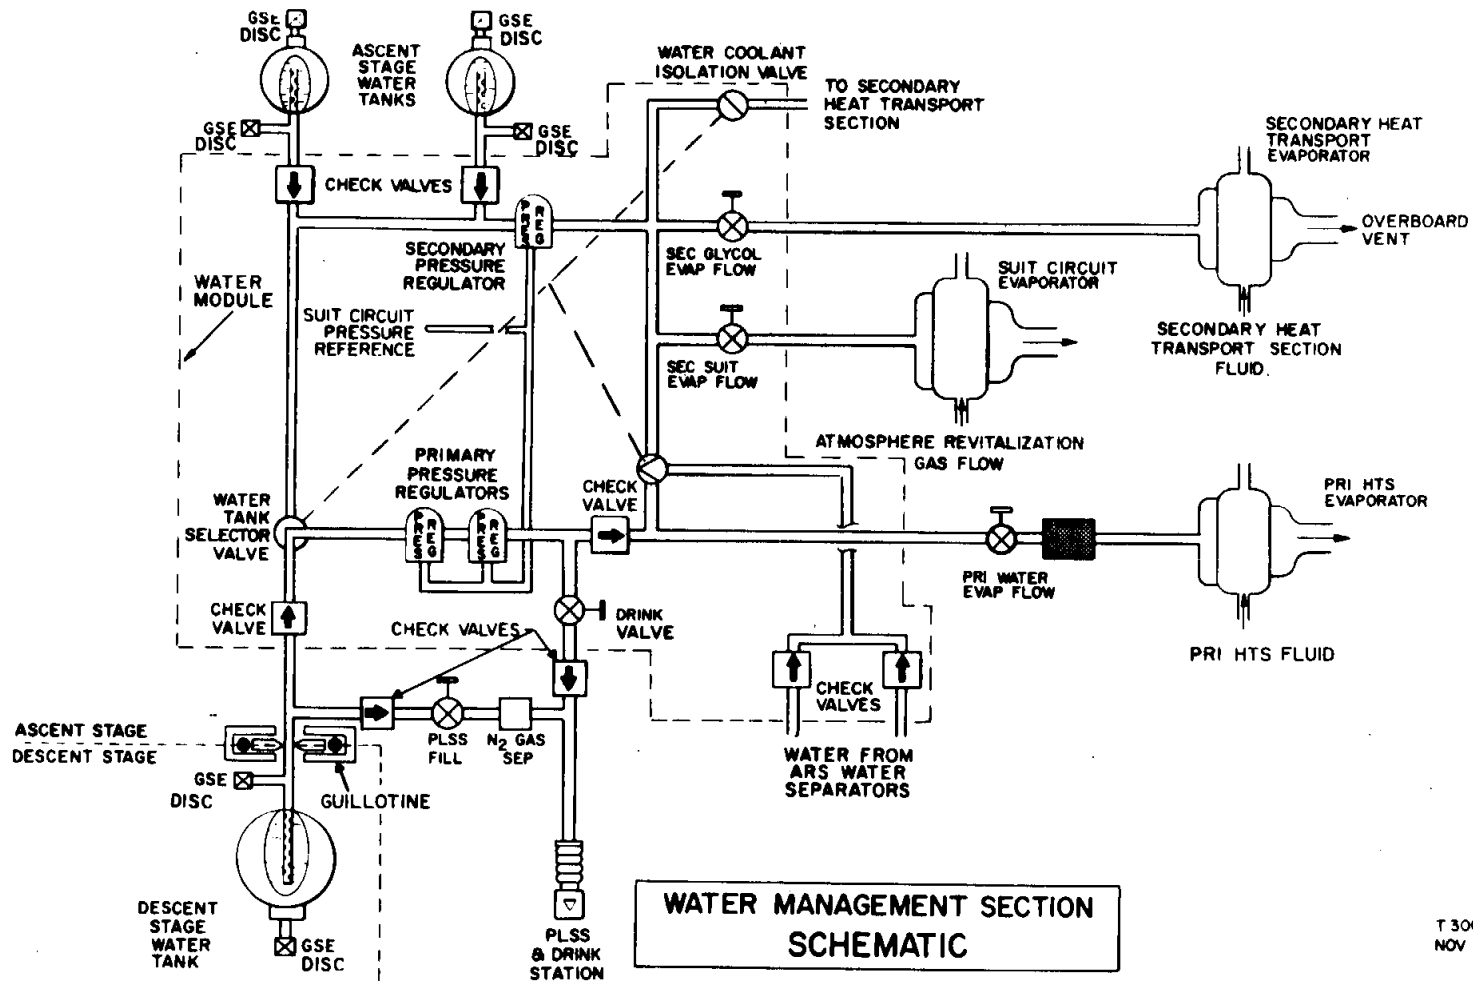 GSE
DISC
GSE
DISC
ASCENT
STAGE
WATER
TANKS
GSE
DISC
GSE
DISC
CHECK VALVES
WATER COOLANT
ISOLATION VALVE
TO SECONDARY
HEAT TRANSPORT
SECTION
SECONDARY HEAT
TRANSPORT
EVAPORATOR
OVERBOARD
VENT
PRES
REG
SECONDARY
PRESSURE
REGULATOR
SEC GLYCOL
EVAP FLOW
SUIT CIRCUIT
EVAPORATOR
WATER
MODULE
SUIT CIRCUIT
PRESSURE
REFERENCE
SECONDARY HEAT
TRANSPORT SECTION
FLUID.
SEC SUIT
EVAP FLOW
ATMOSPHERE REVITALIZATION
GAS FLOW
PRIMARY
PRESSURE
REGULATORS
PRES
REG
PRES
REG
CHECK
VALVE
WATER
TANK
SELECTOR
VALVE
PRI HTS
EVAPORATOR
PRI WATER
EVAP FLOW
CHECK
VALVE
CHECK VALVES
DRINK
VALVE
PRI HTS FLUID
CHECK
VALVES
ASCENT STAGE
DESCENT STAGE
PLSS
FILL
N2 GAS
SEP
WATER FROM
ARS WATER
SEPARATORS
GSE
DISC
GUILLOTINE
DESCENT
STAGE
WATER
TANK
GSE
DISC
PLSS
& DRINK
STATION
WATER MANAGEMENT SECTION
SCHEMATIC
NOV